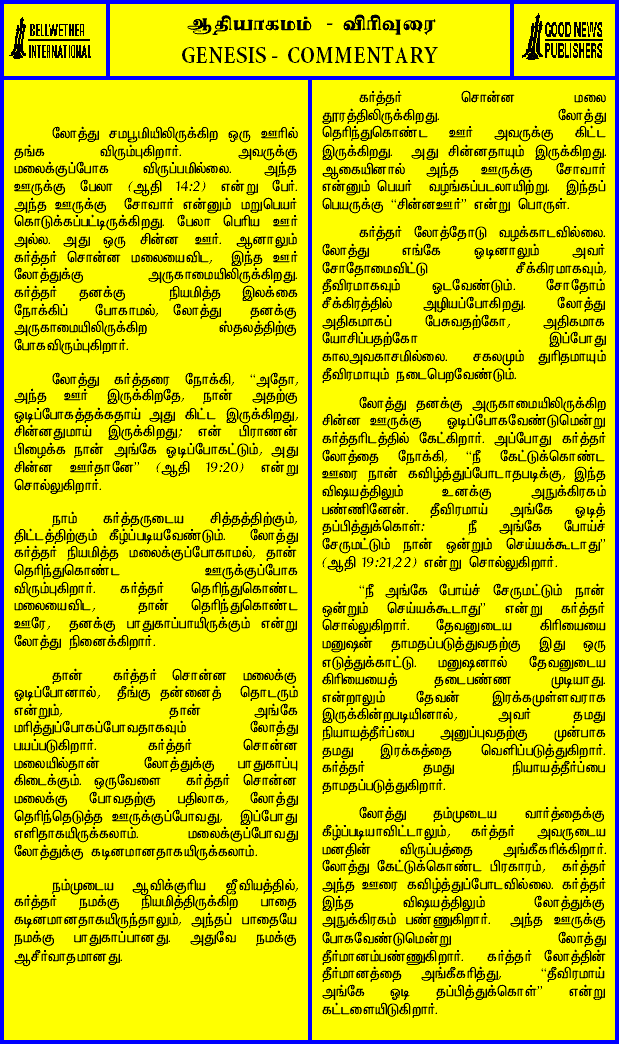 BELLWETHER
INTERNATIONAL
ஆதியாகமம் - விரிவுரை
GENESIS - COMMENTARY
GOOD NEWS
PUBLISHERS
லோத்து சமபூமியிலிருக்கிற ஒரு ஊரில்
தங்க விரும்புகிறார். அவருக்கு
மலைக்குப்போக விருப்பமில்லை. அந்த
ஊருக்கு பேலா (ஆதி 14:2) என்று பேர்.
அந்த ஊருக்கு சோவார் என்னும் மறுபெயர்
கொடுக்கப்பட்டிருக்கிறது. பேலா பெரிய ஊர்
அல்ல. அது ஒரு சின்ன ஊர். ஆனாலும்
கர்த்தர் சொன்ன மலையைவிட, இந்த ஊர்
லோத்துக்கு அருகாமையிலிருக்கிறது.
கர்த்தர் தனக்கு நியமித்த இலக்கை
நோக்கிப் போகாமல், லோத்து தனக்கு
அருகாமையிலிருக்கிற ஸ்தலத்திற்கு
போகவிரும்புகிறார்.
லோத்து கர்த்தரை நோக்கி, “அதோ,
அந்த ஊர் இருக்கிறதே, நான் அதற்கு
ஓடிப்போகத்தக்கதாய் அது கிட்ட இருக்கிறது,
சின்னதுமாய் இருக்கிறது; என் பிராணன்
பிழைக்க நான் அங்கே ஓடிப்போகட்டும், அது
சின்ன ஊர்தானே” (ஆதி 19:20) என்று
சொல்லுகிறார்.
நாம் கர்த்தருடைய சித்தத்திற்கும்,
திட்டத்திற்கும் கீழ்ப்படியவேண்டும். லோத்து
கர்த்தர் நியமித்த மலைக்குப்போகாமல், தான்
தெரிந்துகொண்ட ஊருக்குப்போக
விரும்புகிறார். கர்த்தர் தெரிந்துகொண்ட
மலையைவிட, தான் தெரிந்துகொண்ட
ஊரே, தனக்கு பாதுகாப்பாயிருக்கும் என்று
லோத்து நினைக்கிறார்.
தான் கர்த்தர் சொன்ன மலைக்கு
ஓடிப்போனால், தீங்கு தன்னைத் தொடரும்
என்றும், தான் அங்கே
மரித்துப்போகப்போவதாகவும் லோத்து
பயப்படுகிறார். கர்த்தர் சொன்ன
மலையில்தான் லோத்துக்கு பாதுகாப்பு
கிடைக்கும். ஒருவேளை கர்த்தர் சொன்ன
மலைக்கு போவதற்கு பதிலாக, லோத்து
தெரிந்தெடுத்த ஊருக்குப்போவது, இப்போது
எளிதாகயிருக்கலாம். மலைக்குப்போவது
லோத்துக்கு கடினமானதாகயிருக்கலாம்.
நம்முடைய ஆவிக்குரிய ஜீவியத்தில்,
கர்த்தர் நமக்கு நியமித்திருக்கிற பாதை
கடினமானதாகயிருந்தாலும், அந்தப் பாதையே
நமக்கு பாதுகாப்பானது. அதுவே நமக்கு
ஆசீர்வாதமானது.
கர்த்தர் சொன்ன மலை
தூரத்திலிருக்கிறது. லோத்து
தெரிந்துகொண்ட ஊர் அவருக்கு கிட்ட
இருக்கிறது. அது சின்னதாயும் இருக்கிறது.
ஆகையினால் அந்த ஊருக்கு சோவார்
என்னும் பெயர் வழங்கப்படலாயிற்று. இந்தப்
பெயருக்கு “சின்னஊர்” என்று பொருள்.
கர்த்தர் லோத்தோடு வழக்காடவில்லை.
லோத்து எங்கே ஓடினாலும் அவர்
சோதோமைவிட்டு சீக்கிரமாகவும்,
தீவிரமாகவும் ஓடவேண்டும். சோதோம்
சீக்கிரத்தில் அழியப்போகிறது. லோத்து
அதிகமாகப் பேசுவதற்கோ, அதிகமாக
யோசிப்பதற்கோ இப்போது
காலஅவகாசமில்லை. சகலமும் துரிதமாயும்
தீவிரமாயும் நடைபெறவேண்டும்.
லோத்து தனக்கு அருகாமையிலிருக்கிற
சின்ன ஊருக்கு ஓடிப்போகவேண்டுமென்று
கர்த்தரிடத்தில் கேட்கிறார். அப்போது கர்த்தர்
லோத்தை நோக்கி, “நீ கேட்டுக்கொண்ட
ஊரை நான் கவிழ்த்துப்போடாதபடிக்கு, இந்த
விஷயத்திலும் உனக்கு அநுக்கிரகம்
பண்ணினேன். தீவிரமாய் அங்கே ஓடித்
தப்பித்துக்கொள்: நீ அங்கே போய்ச்
சேருமட்டும் நான் ஒன்றும் செய்யக்கூடாது”
(ஆதி 19:21,22) என்று சொல்லுகிறார்.
“நீ அங்கே போய்ச் சேருமட்டும் நான்
ஒன்றும் செய்யக்கூடாது” என்று கர்த்தர்
சொல்லுகிறார். தேவனுடைய கிரியையை
மனுஷன் தாமதப்படுத்துவதற்கு இது ஒரு
எடுத்துக்காட்டு. மனுஷனால் தேவனுடைய
கிரியையைத் தடைபண்ண முடியாது.
என்றாலும் தேவன் இரக்கமுள்ளவராக
இருக்கின்றபடியினால், அவர் தமது
நியாயத்தீர்ப்பை அனுப்புவதற்கு முன்பாக
தமது இரக்கத்தை வெளிப்படுத்துகிறார்.
கர்த்தர் தமது நியாயத்தீர்ப்பை
தாமதப்படுத்துகிறார்.
லோத்து தம்முடைய வார்த்தைக்கு
கீழ்ப்படியாவிட்டாலும், கர்த்தர் அவருடைய
மனதின் விருப்பத்தை அங்கீகரிக்கிறார்.
லோத்து கேட்டுக்கொண்ட பிரகாரம், கர்த்தர்
அந்த ஊரை கவிழ்த்துப்போடவில்லை. கர்த்தர்
இந்த விஷயத்திலும் லோத்துக்கு
அநுக்கிரகம் பண்ணுகிறார். அந்த ஊருக்கு
போகவேண்டுமென்று லோத்து
தீர்மானம்பண்ணுகிறார். கர்த்தர் லோத்தின்
தீர்மானத்தை அங்கீகரித்து, “தீவிரமாய்
அங்கே ஓடி தப்பித்துக்கொள்” என்று
கட்டளையிடுகிறார்.